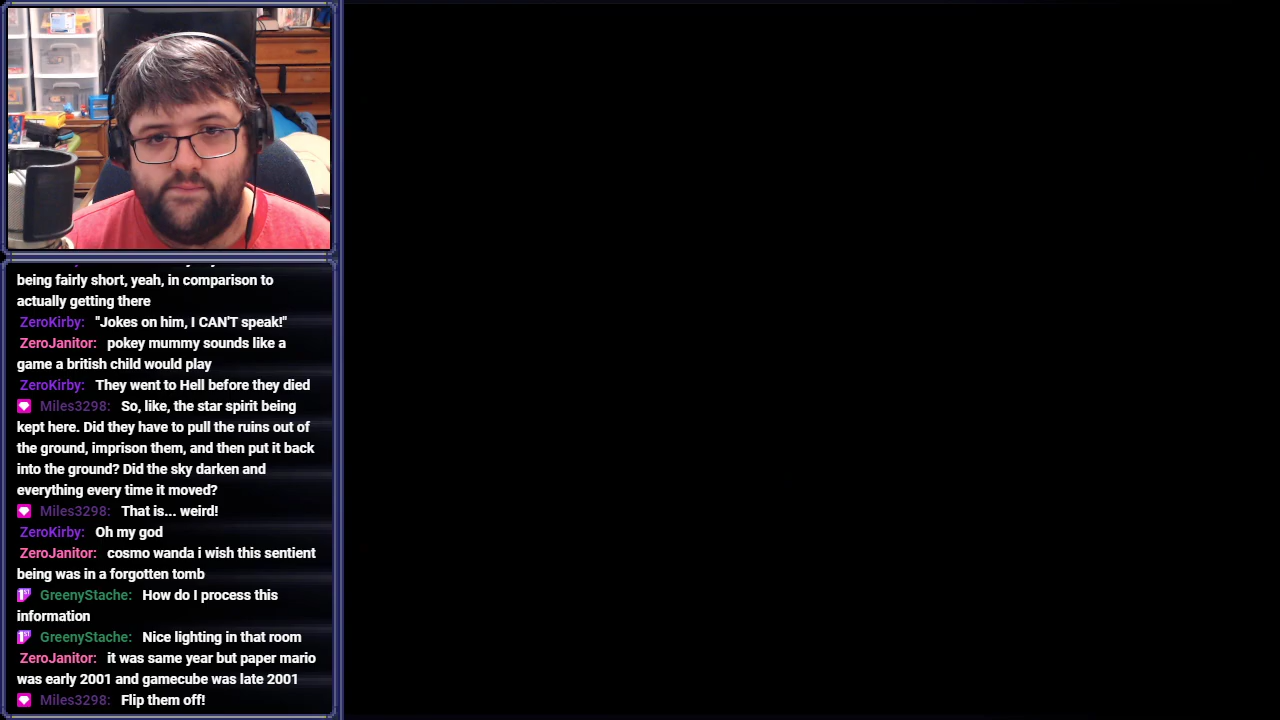 being fairly short, yeah, in comparison to
actually getting there
ZeroKirby: "Jokes on him, I CAN'T speak!"
ZeroJanitor: pokey mummy sounds like a
game a british child would play
ZeroKirby: They went to Hell before they died
Miles3298: So, like, the star spirit being
kept here. Did they have to pull the ruins out of
the ground, imprison them, and then put it back
into the ground? Did the sky darken and
everything every time it moved?
Miles3298: That is... weird!
ZeroKirby: Oh my god
ZeroJanitor: cosmo wanda i wish this sentient
being was in a forgotten tomb
GreenyStache: How do I process this
information
GreenyStache: Nice lighting in that room
ZeroJanitor: it was same year but paper mario
was early 2001 and gamecube was late 2001
Miles3298: Flip them off!